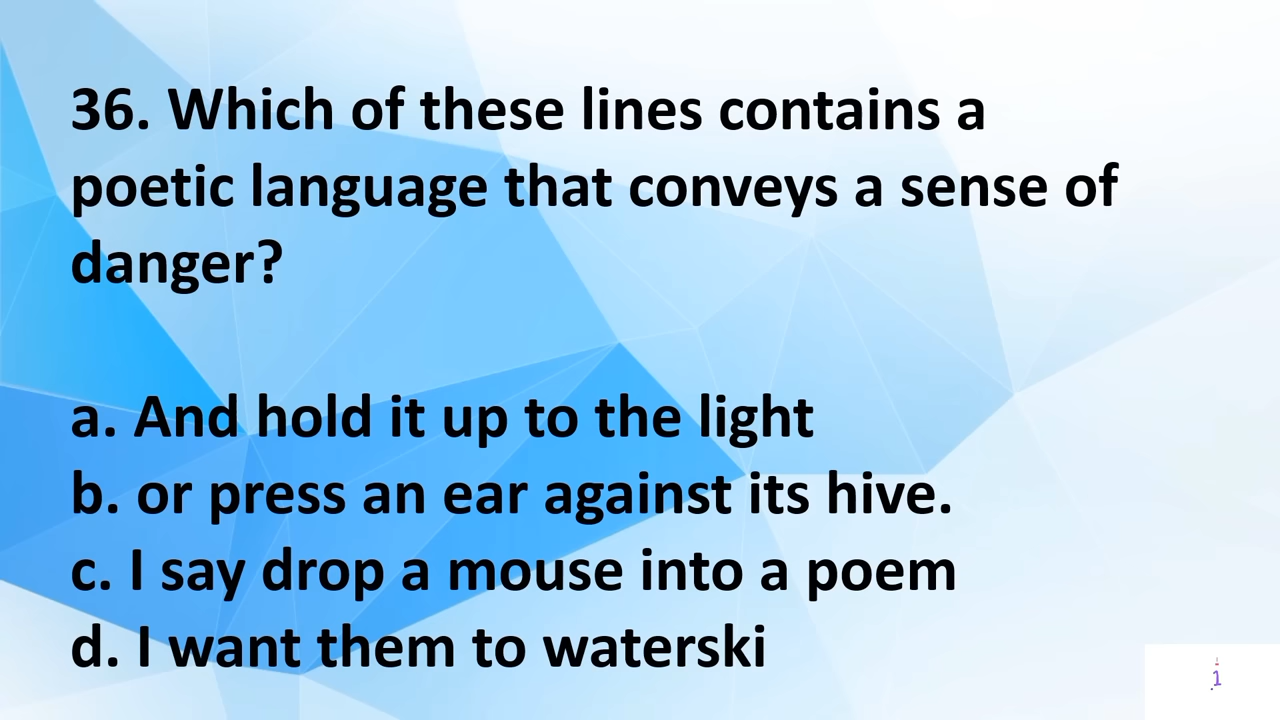 36. Which of these lines contains a
poetic language that conveys a sense of
danger?
a. And hold it up to the light
b. or press an ear against its hive.
c. I say drop a mouse into a poem
d. I want them to waterski